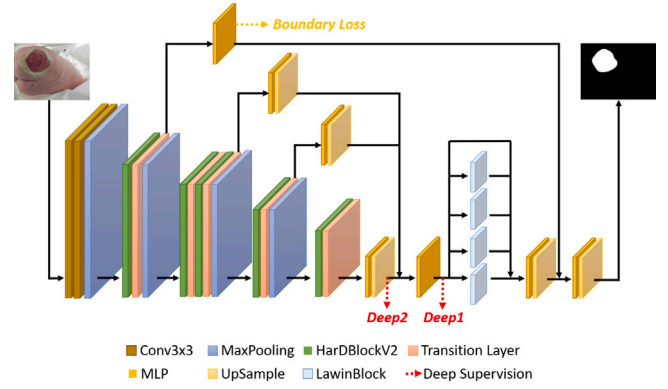 Boundary Loss
Deep2
Deep1
Conv3x3
MaxPooling
HarDBlockV2
Transition Layer
MLP
UpSample
LawinBlock
Deep Supervision